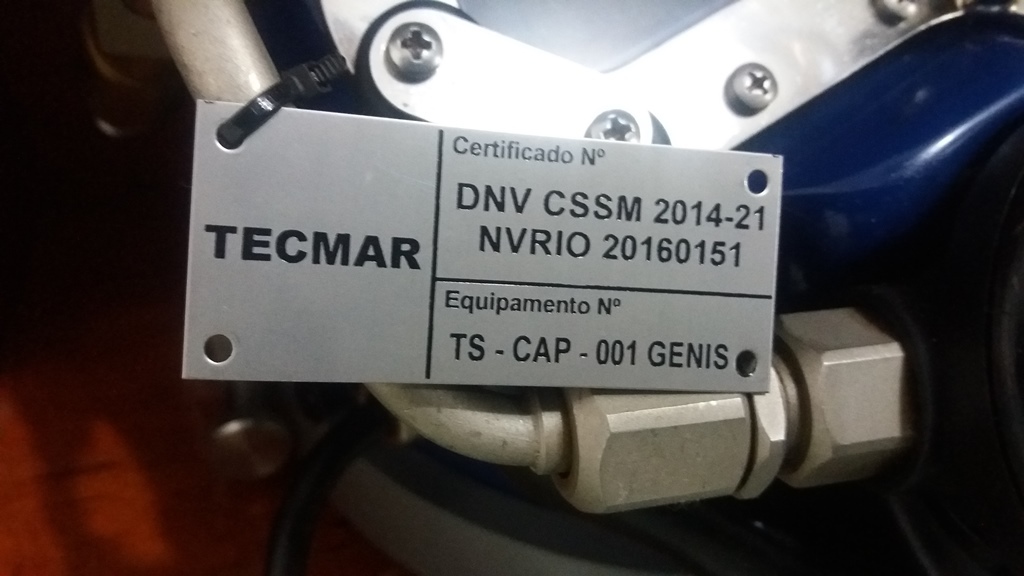 TECMAR
Certificado Nº
DNV CSSM 2014-21
NVRIO 20160151
Equipamento Nº
TS - CAP - 001 GENIS